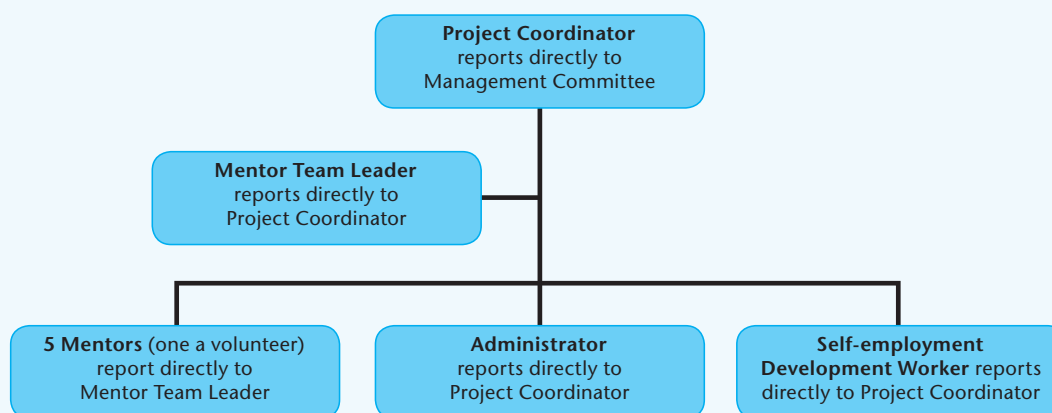 Project Coordinator
reports directly to
Management Committee
Mentor Team Leader
reports directly to
Project Coordinator
5 Mentors (one a volunteer)
report directly to
Mentor Team Leader
Administrator
reports directly to
Project Coordinator
Self-employment
Development Worker reports
directly to Project Coordinator